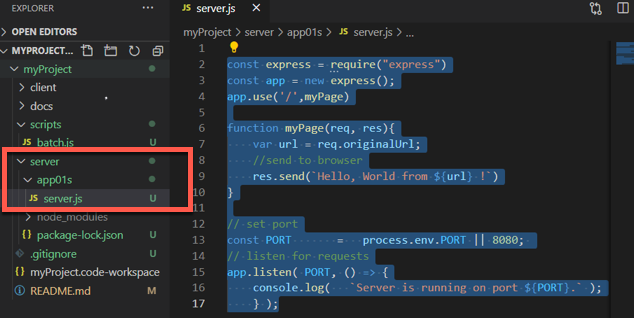 EXPLORER
OPEN EDITORS
MYPROJECT...
myProject
client
docs
scripts
JS batch.js U
server
app01s
JS server.js U
node_modules
{} package-lock.json U
.gitignore U
{} myProject.code-workspace
README.md M
JS server.js
myProject > server > app01s > JS server.js > ...
1
2 const express = require("express")
3 const app = new express();
4 app.use('/',myPage)
5
6 function myPage(req, res){
7 var url = req.originalUrl;
8 //send to browser
9 res.send(`Hello, World from ${url} !`)
10 }
11
12 // set port
13 const PORT = process.env.PORT || 8080;
14 // listen for requests
15 app.listen( PORT, () => {
16 console.log( `Server is running on port ${PORT}.` );
17 } );